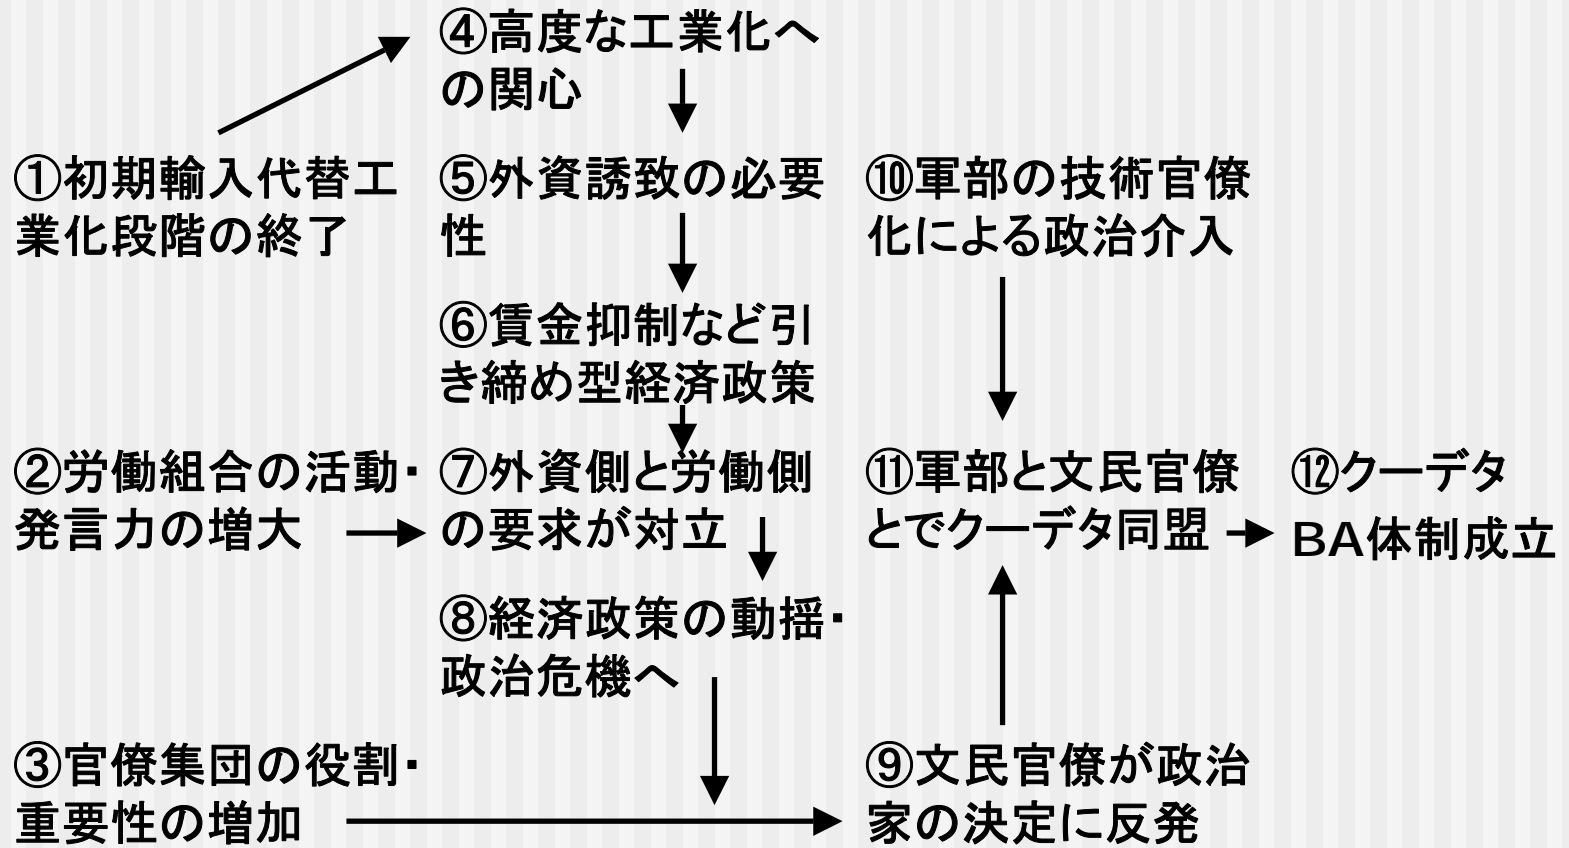 ④高度な工業化へ
の関心
①初期輸入代替工
業化段階の終了
⑤外資誘致の必要
性
⑩軍部の技術官僚
化による政治介入
⑥賃金抑制など引
き締め型経済政策
②労働組合の活動・
発言力の増大
⑦外資側と労働側
の要求が対立
⑪軍部と文民官僚
とでクーデタ同盟
⑫クーデタ
BA体制成立
⑧経済政策の動揺・
政治危機へ
③官僚集団の役割・
重要性の増加
⑨文民官僚が政治
家の決定に反発